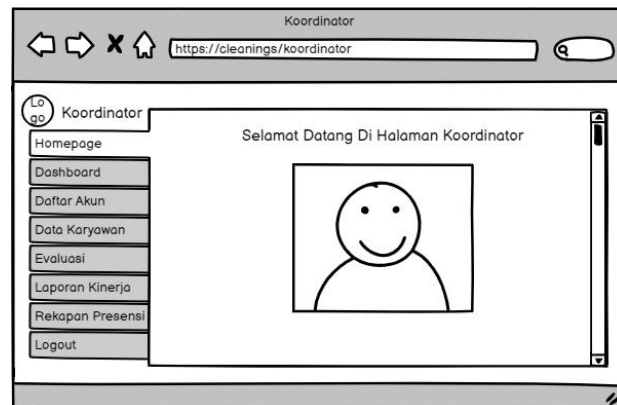 Koordinator
https://cleanings/koordinator
Lo
go
Koordinator
Homepage
Dashboard
Daftar Akun
Data Karyawan
Evaluasi
Laporan Kinerja
Rekapan Presensi
Logout
Selamat Datang Di Halaman Koordinator